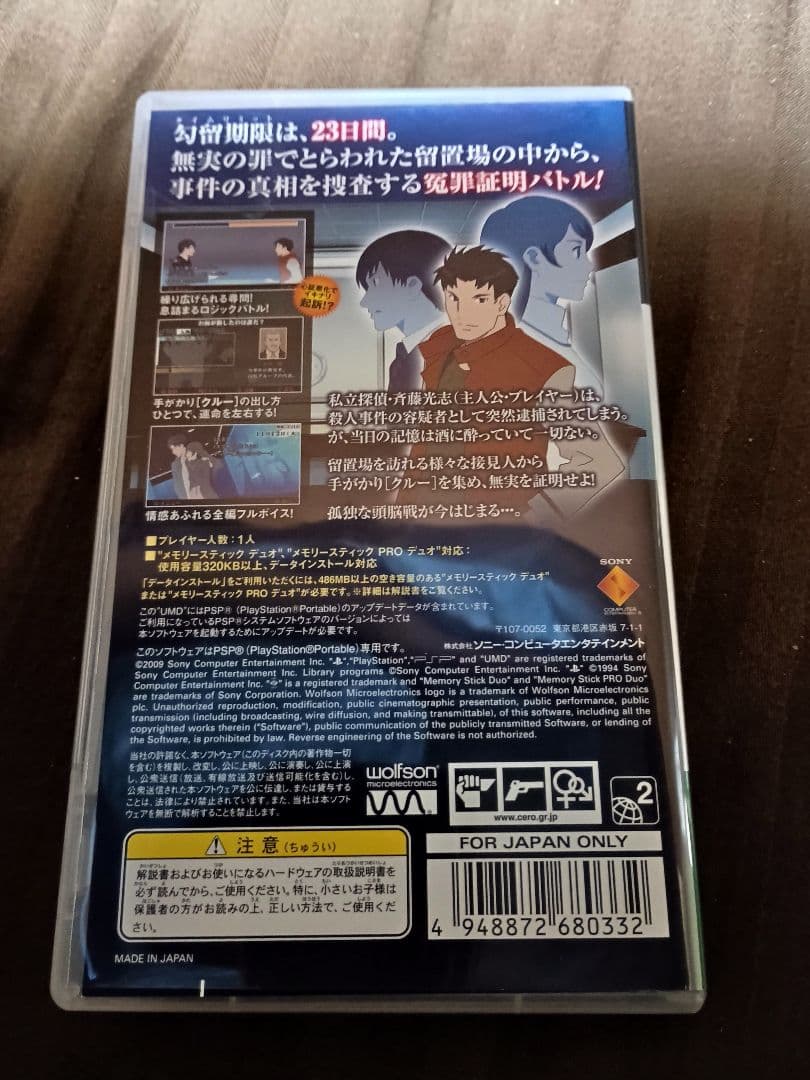 タイムリミット
勾留期限は、23日間。
無実の罪でとらわれた留置場の中から、
事件の真相を捜査する冤罪証明バトル!
繰り広げられる尋問!
息詰まるロジックバトル!
心証悪化で
イキナリ
起訴!?
手がかり[クルー]の出し方
ひとつで、運命を左右する!
情感あふれる全編フルボイス!
私立探偵・斉藤光志(主人公・プレイヤー)は、
殺人事件の容疑者として突然逮捕されてしまう。
が、当日の記憶は酒に酔っていて一切ない。
留置場を訪れる様々な接見人から
手がかり[クルー]を集め、無実を証明せよ!
孤独な頭脳戦が今はじまる…。
■プレイヤー人数:1人
■"メモリースティック デュオ"、"メモリースティック PRO デュオ"対応:
使用容量320KB以上、データインストール対応
「データインストール」をご利用いただくには、486MB以上の空き容量のある"メモリースティック デュオ"
または"メモリースティック PRO デュオ"が必要です。※詳細は解説書をご覧ください。
この"UMD"にはPSP®(PlayStation®Portable)のアップデートデータが含まれています。
ご利用になっているPSP®システムソフトウェアのバージョンによっては
本ソフトウェアを起動するためにアップデートが必要です。
SONY
COMPUTER
ENTERTAINMENT
〒107-0052 東京都港区赤坂 7-1-1
株式会社ソニー・コンピュータエンタテインメント
このソフトウェアはPSP®(PlayStation®Portable)専用です。
©2009 Sony Computer Entertainment Inc. "PS","PlayStation","PSP" and "UMD" are registered trademarks of
Sony Computer Entertainment Inc. Library programs ©Sony Computer Entertainment Inc. "PS" ©1994 Sony
Computer Entertainment Inc. " " is a registered trademark and "Memory Stick Duo" and "Memory Stick PRO Duo"
are trademarks of Sony Corporation. Wolfson Microelectronics logo is a trademark of Wolfson Microelectronics
plc. Unauthorized reproduction, modification, public cinematographic presentation, public performance, public
transmission (including broadcasting, wire diffusion, and making transmittable), of this software, including all the
copyrighted works therein ("Software"), public communication of the publicly transmitted Software, or lending of
the Software, is prohibited by law. Reverse engineering of the Software is not authorized.
当社の許諾なく、本ソフトウェア(このディスク内の著作物一切
を含む)を複製し、改変し、公に上映し、公に演奏し、公に上演
し、公衆送信(放送、有線放送及び送信可能化を含む)し、
公衆送信された本ソフトウェアを公に伝達し、または貸与する
ことは、法律により禁止されています。また、当社は本ソフト
ウェアを無断で解析することを禁止します。
wolfson
microelectronics
www.cero.gr.jp
2
注意(ちゅうい)
解説書およびお使いになるハードウェアの取扱説明書を
必ず読んでから、ご使用ください。特に、小さいお子様は
保護者の方がお読みの上、正しい方法で、ご使用くだ
さい。
FOR JAPAN ONLY
4 948872 680332
MADE IN JAPAN